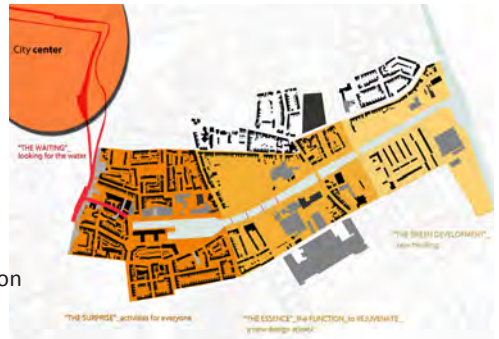 City center
"THE WAITING"_
looking for the water
"THE GREEN DEVELOPMENT"_
new housing
on
"THE SURPRISE"_activities for everyone
"THE ESSENCE"_the FUNCTION_to REJUVENATE_
a new design